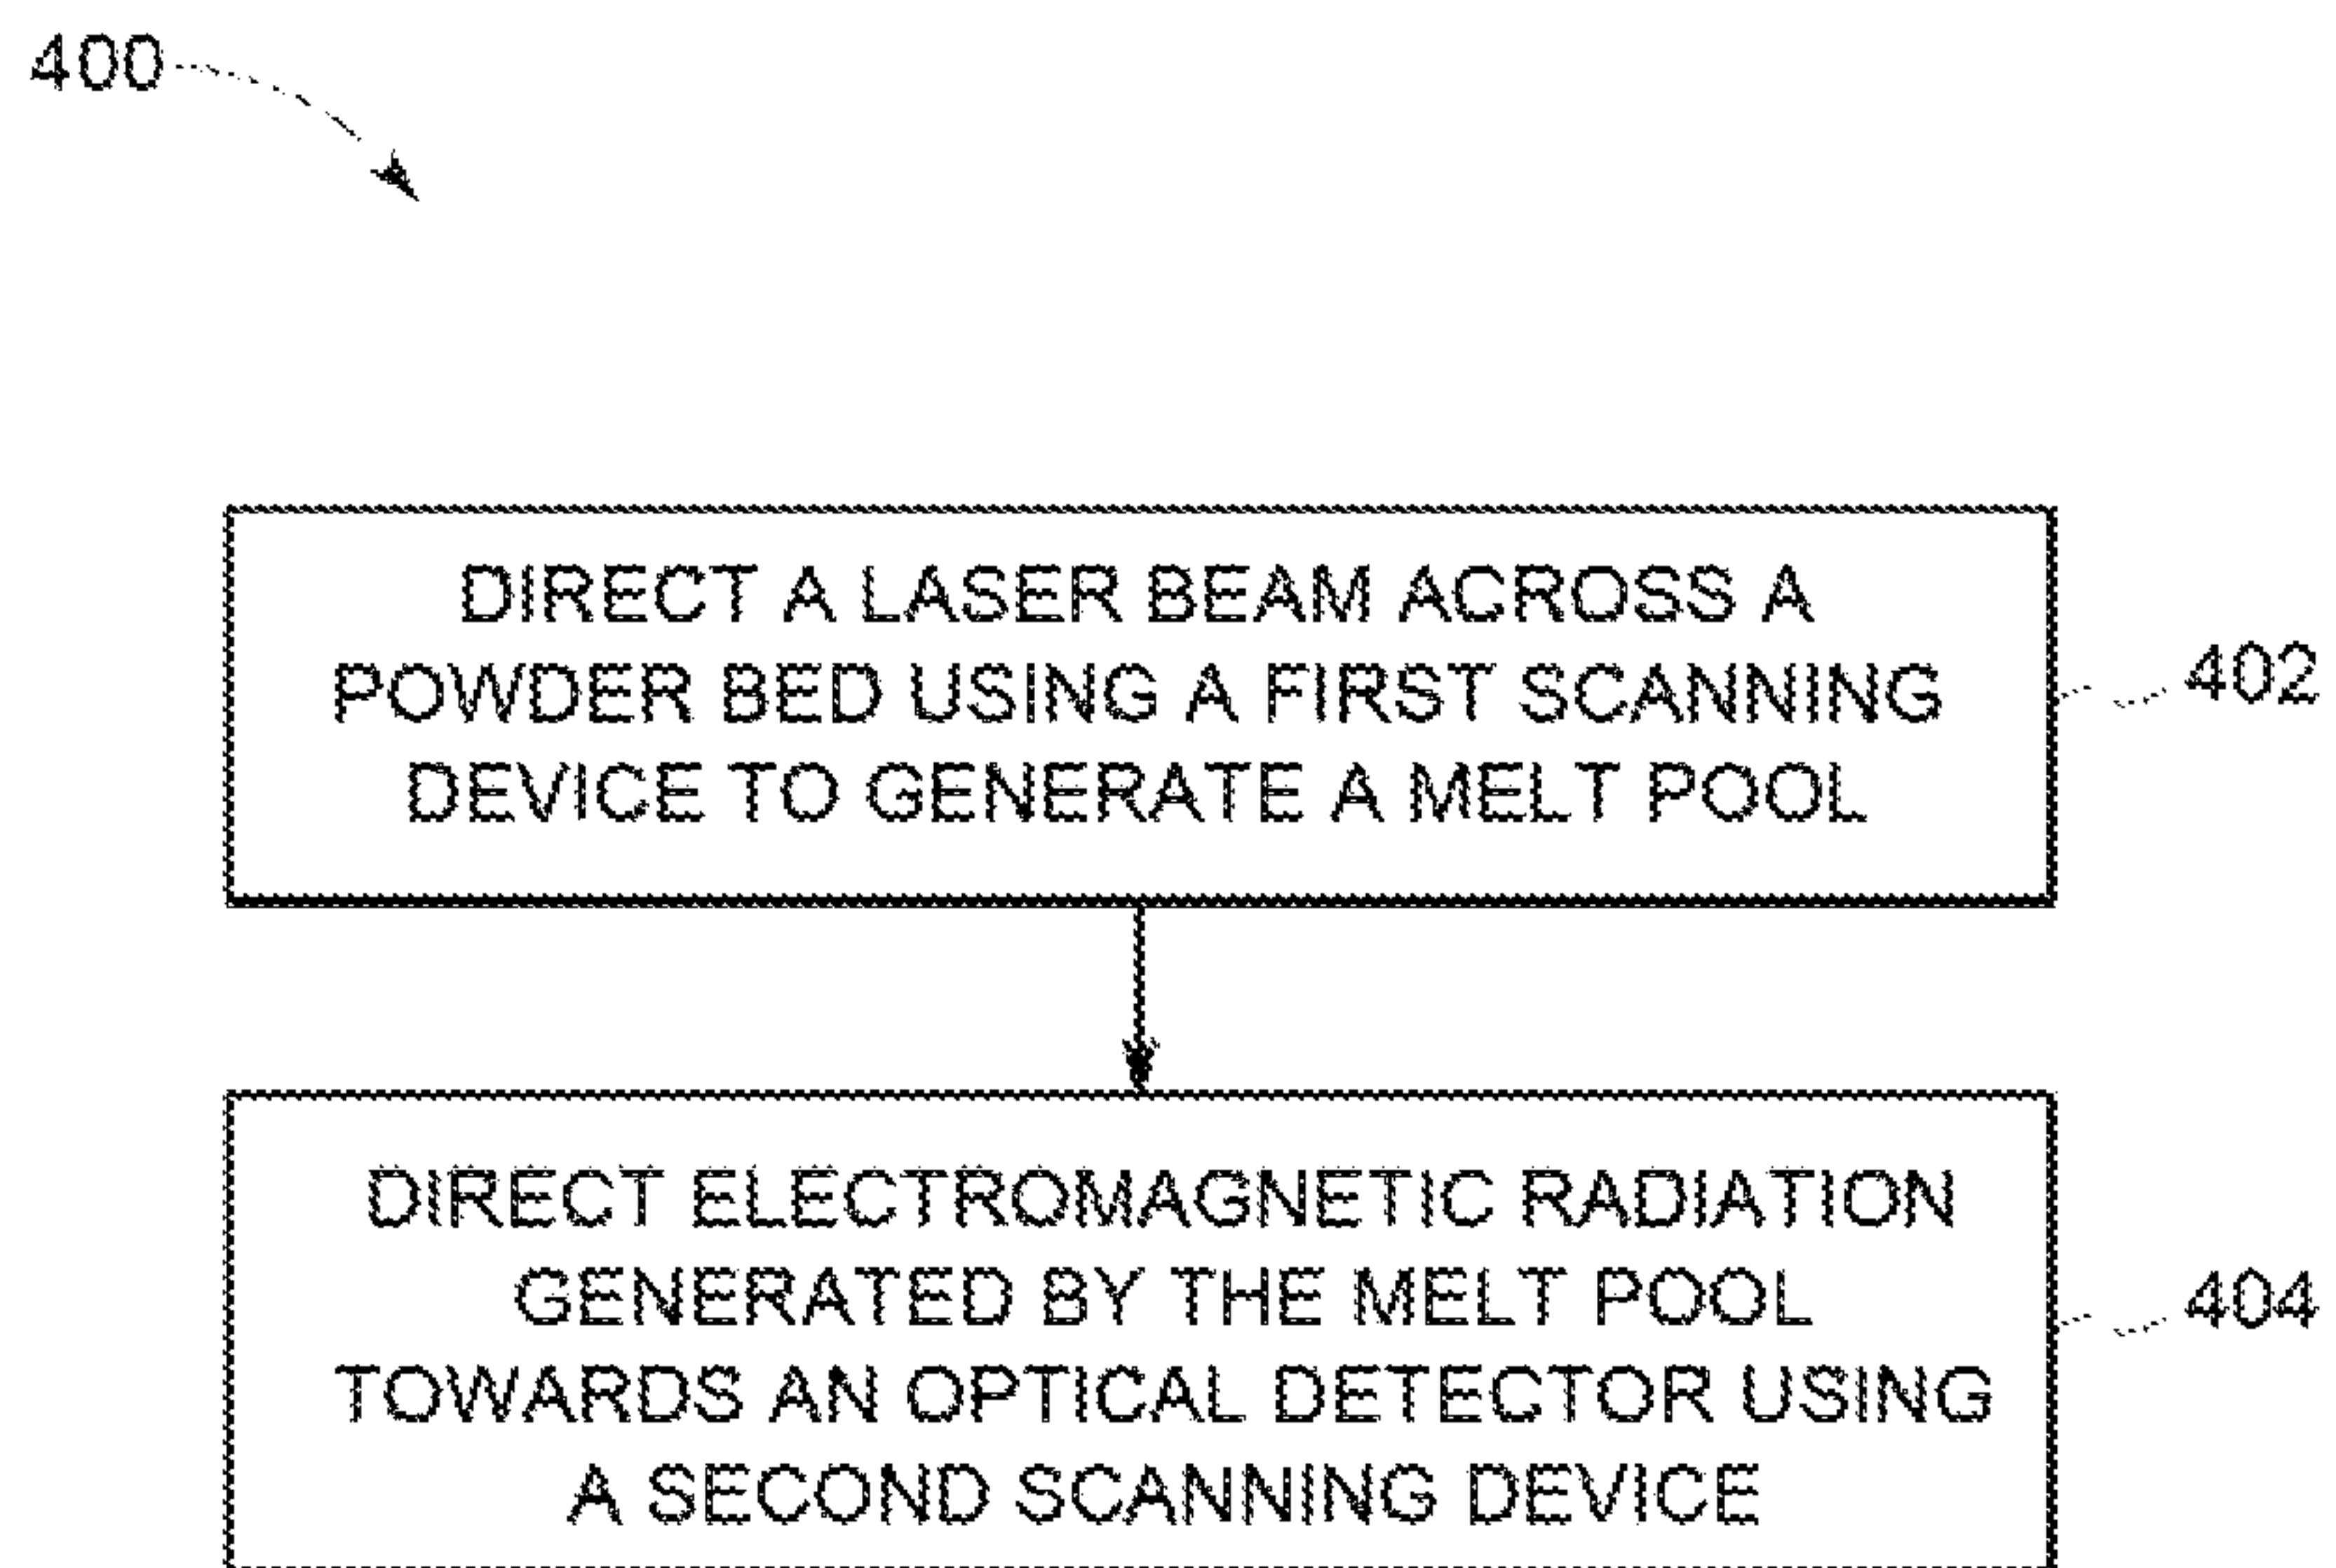 400
DIRECT A LASER BEAM ACROSS A
POWDER BED USING A FIRST SCANNING
DEVICE TO GENERATE A MELT POOL
402
DIRECT ELECTROMAGNETIC RADIATION
GENERATED BY THE MELT POOL
TOWARDS AN OPTICAL DETECTOR USING
A SECOND SCANNING DEVICE
404